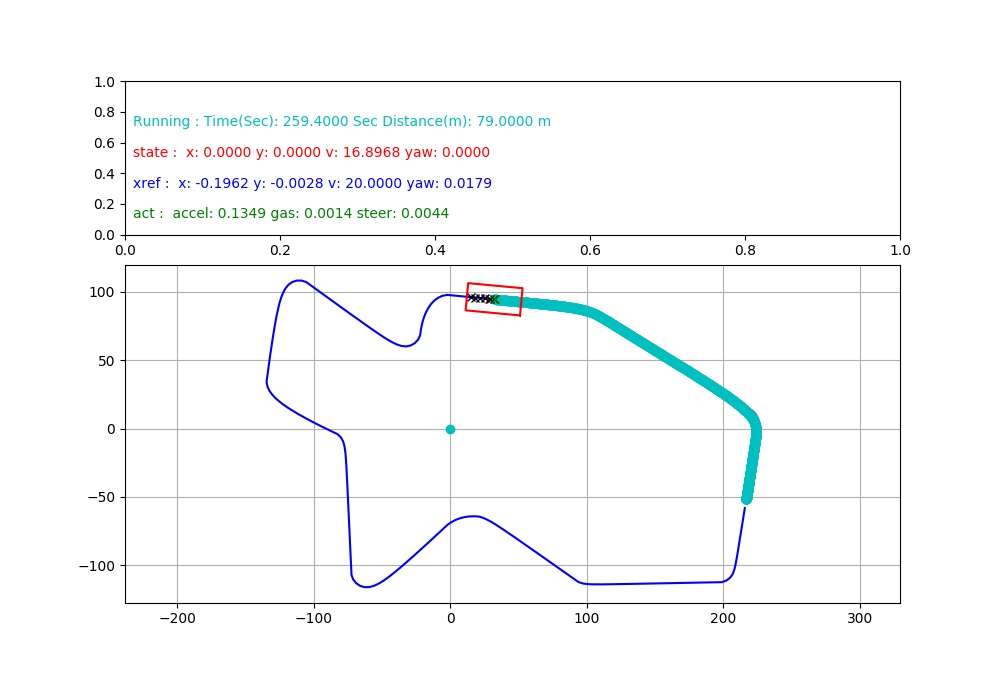 1.0
0.8
0.6
0.4
0.2
0.0
Running : Time(Sec): 259.4000 Sec Distance(m): 79.0000 m
state :  x: 0.0000 y: 0.0000 v: 16.8968 yaw: 0.0000
xref :  x: -0.1962 y: -0.0028 v: 20.0000 yaw: 0.0179
act :  accel: 0.1349 gas: 0.0014 steer: 0.0044
0.0 0.2 0.4 0.6 0.8 1.0
100
50
0
−50
−100
−200 −100 0 100 200 300